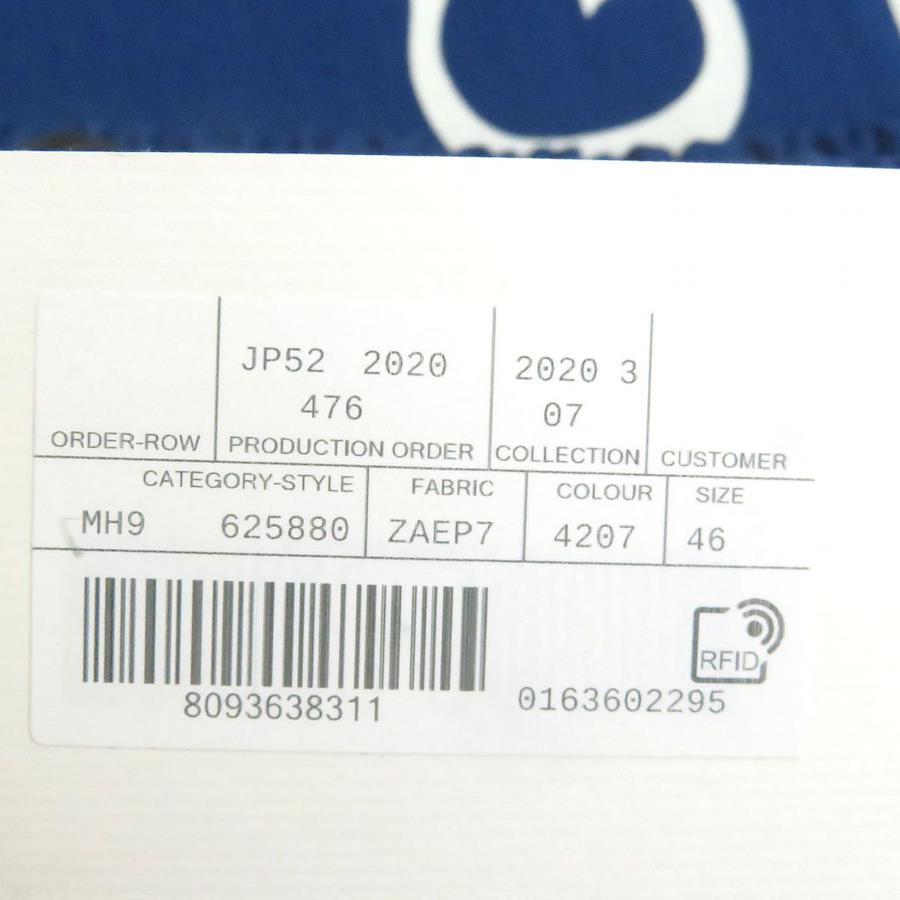 JP52 2020
476
2020 3
07
ORDER-ROW
PRODUCTION ORDER
COLLECTION
CUSTOMER
CATEGORY-STYLE
FABRIC
COLOUR
SIZE
MH9 625880
ZAEP7
4207
46
RFID
8093638311
0163602295